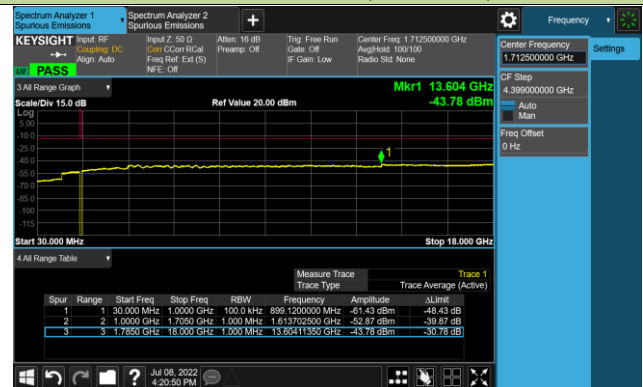 Spectrum Analyzer 1
Spurious Emissions
Spectrum Analyzer 2
Spurious Emissions
Frequency
KEYSIGHT
Input: RF
Coupling: DC
Align: Auto
Input Z: 50 Ω
Corr CCorr RCal
Freq Ref: Ext (S)
NFE: Off
Atten: 16 dB
Preamp: Off
Trig: Free Run
Gate: Off
IF Gain: Low
Center Freq: 1.712500000 GHz
Avg|Hold: 100/100
Radio Std: None
PASS
Center Frequency
1.712500000 GHz
Settings
CF Step
4.399000000 GHz
Auto
Man
Freq Offset
0 Hz
3 All Range Graph
Mkr1 13.604 GHz
Scale/Div 15.0 dB
Ref Value 20.00 dBm
-43.78 dBm
Log
5.00
-10.0
-25.0
-40.0
-55.0
-70.0
-85.0
-100
-115
1
Start 30.000 MHz
Stop 18.000 GHz
4 All Range Table
Measure Trace Trace 1
Trace Type Trace Average (Active)
Spur Range Start Freq Stop Freq RBW Frequency Amplitude ΔLimit
1 1 30.000 MHz 1.0000 GHz 100.0 kHz 899.1200000 MHz -61.43 dBm -48.43 dB
2 2 1.0000 GHz 1.7050 GHz 1.000 MHz 1.613702500 GHz -52.87 dBm -39.87 dB
3 3 1.7850 GHz 18.000 GHz 1.000 MHz 13.60411350 GHz -43.78 dBm -30.78 dB
Jul 08, 2022
4:20:50 PM